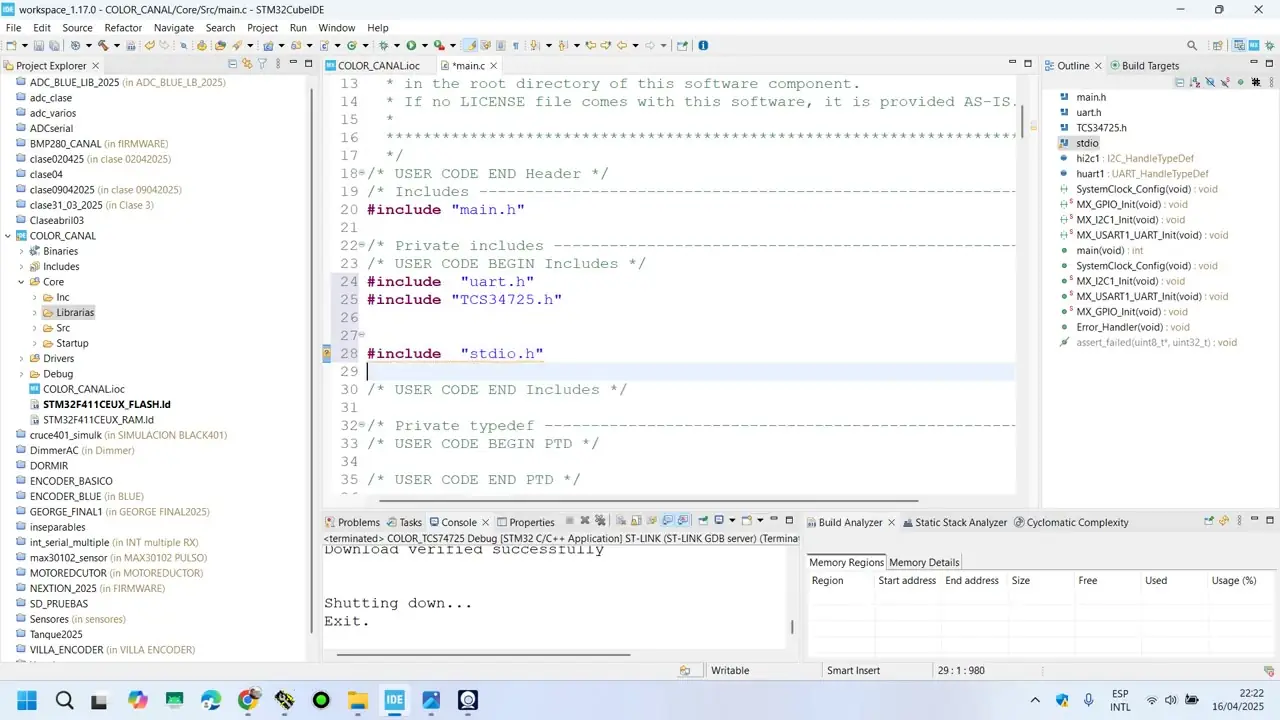 workspace_1.17.0 - COLOR_CANAL/Core/Src/main.c - STM32CubeIDE
File Edit Source Refactor Navigate Search Project Run Window Help
Project Explorer
ADC_BLUE_LIB_2025 (in ADC_BLUE_LIB_2025)
adc_clase
adc_varios
ADCserial
BMP280_CANAL (in fIRMWARE)
clase020425 (in clase 02042025)
clase04
clase09042025 (in clase 09042025)
clase31_03_2025 (in Clase 3)
Claseabril03
COLOR_CANAL
Binaries
Includes
Core
Inc
Librarias
Src
Startup
Drivers
Debug
COLOR_CANAL.ioc
STM32F411CEUX_FLASH.ld
STM32F411CEUX_RAM.ld
cruce401_simulk (in SIMULACION BLACK401)
DimmerAC (in Dimmer)
DORMIR
ENCODER_BASICO
ENCODER_BLUE (in BLUE)
GEORGE_FINAL1 (in GEORGE FINAL2025)
inseparables
int_serial_multiple (in INT multiple RX)
max30102_sensor (in MAX30102 PULSO)
MOTOREDCUTOR (in MOTOREDUCTOR)
NEXTION_2025 (in FIRMWARE)
SD_PRUEBAS
Sensores (in sensores)
Tanque2025
VILLA_ENCODER (in VILLA ENCODER)
COLOR_CANAL.ioc *main.c
13 * in the root directory of this software component.
14 * If no LICENSE file comes with this software, it is provided AS-IS.
15 *
16 **********************************************************************
17 */
18 /* USER CODE END Header */
19 /* Includes ----------------------------------------------------------
20 #include "main.h"
21
22 /* Private includes --------------------------------------------------
23 /* USER CODE BEGIN Includes */
24 #include  "uart.h"
25 #include "TCS34725.h"
26
27
28 #include  "stdio.h"
29
30 /* USER CODE END Includes */
31
32 /* Private typedef ---------------------------------------------------
33 /* USER CODE BEGIN PTD */
34
35 /* USER CODE END PTD */
Outline Build Targets
main.h
uart.h
TCS34725.h
stdio
hi2c1 : I2C_HandleTypeDef
huart1 : UART_HandleTypeDef
SystemClock_Config(void) : void
MX_GPIO_Init(void) : void
MX_I2C1_Init(void) : void
MX_USART1_UART_Init(void) : void
main(void) : int
SystemClock_Config(void) : void
MX_I2C1_Init(void) : void
MX_USART1_UART_Init(void) : void
MX_GPIO_Init(void) : void
Error_Handler(void) : void
assert_failed(uint8_t*, uint32_t) : void
Problems Tasks Console Properties
<terminated> COLOR_TCS74725 Debug [STM32 C/C++ Application] ST-LINK (ST-LINK GDB server) (Termina
Download verified successfully
Shutting down...
Exit.
Build Analyzer Static Stack Analyzer Cyclomatic Complexity
Memory Regions Memory Details
Region Start address End address Size Free Used Usage (%)
Writable Smart Insert 29 : 1 : 980
IDE
ESP
INTL
22:22
16/04/2025